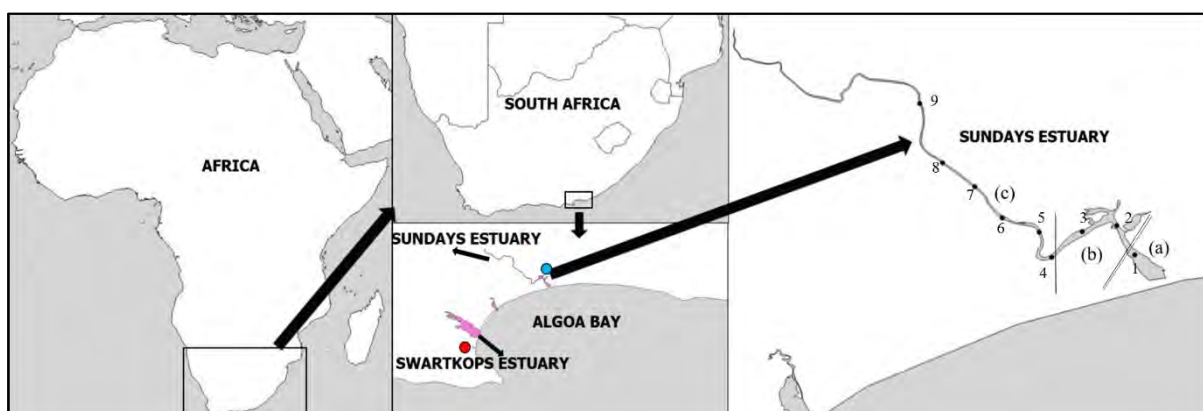 AFRICA
SOUTH AFRICA
SUNDAYS ESTUARY
ALGOA BAY
SWARTKOPS ESTUARY
SUNDAYS ESTUARY
9
8
7
(c)
6
5
3
2
4
(b)
(a)
1